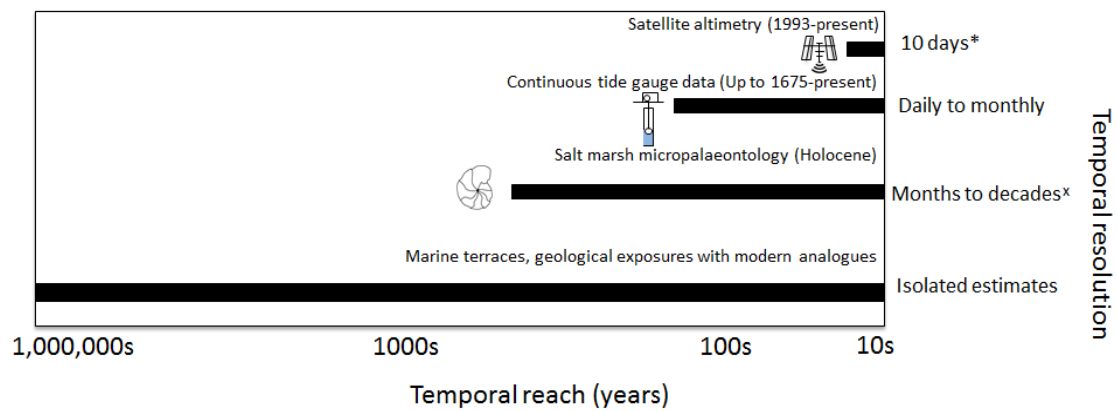 Satellite altimetry (1993-present)
10 days*
Continuous tide gauge data (Up to 1675-present)
Daily to monthly
Salt marsh micropalaeontology (Holocene)
Months to decadesˣ
Marine terraces, geological exposures with modern analogues
Isolated estimates
Temporal resolution
1,000,000s 1000s 100s 10s
Temporal reach (years)